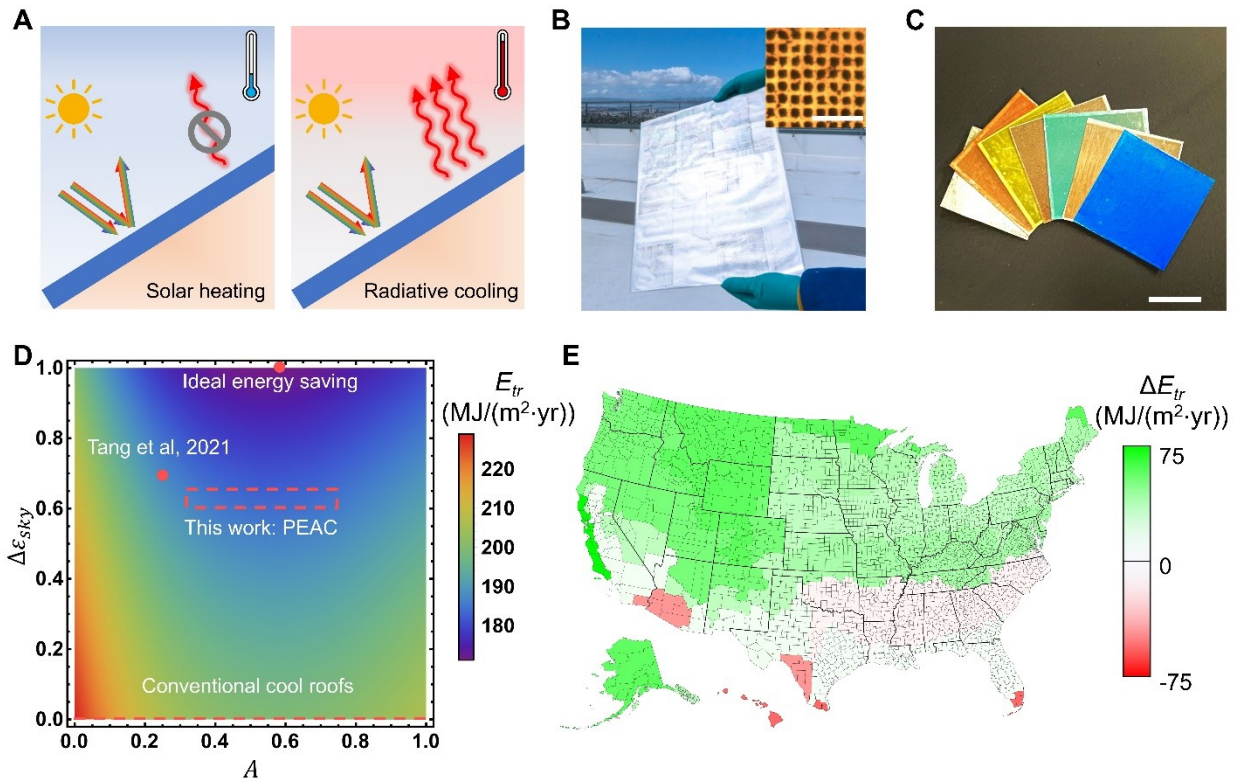 A
Solar heating
Radiative cooling
B
C
D
Ideal energy saving
Tang et al, 2021
This work: PEAC
Conventional cool roofs
Δε_sky
1.0
0.8
0.6
0.4
0.2
0.0
0.0 0.2 0.4 0.6 0.8 1.0
A
E_tr
(MJ/(m²·yr))
220
210
200
190
180
E
ΔE_tr
(MJ/(m²·yr))
75
0
-75